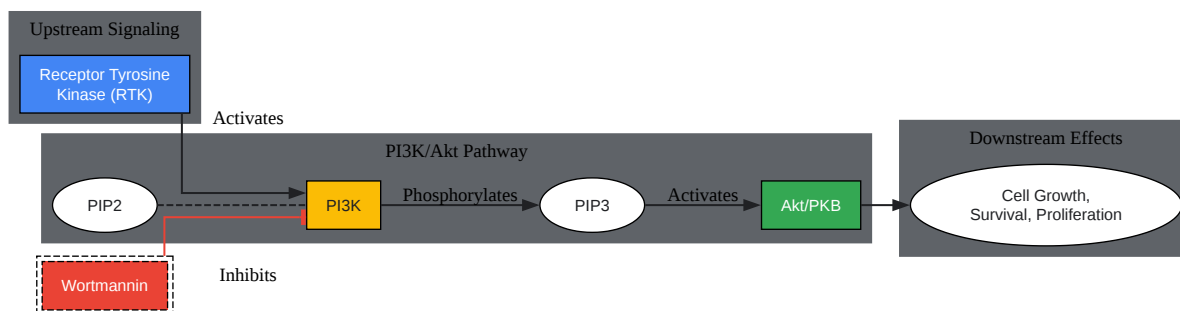 Upstream Signaling
Receptor Tyrosine
Kinase (RTK)
Activates
PI3K/Akt Pathway
PIP2
PI3K
Phosphorylates
PIP3
Activates
Akt/PKB
Downstream Effects
Cell Growth,
Survival, Proliferation
Wortmannin
Inhibits